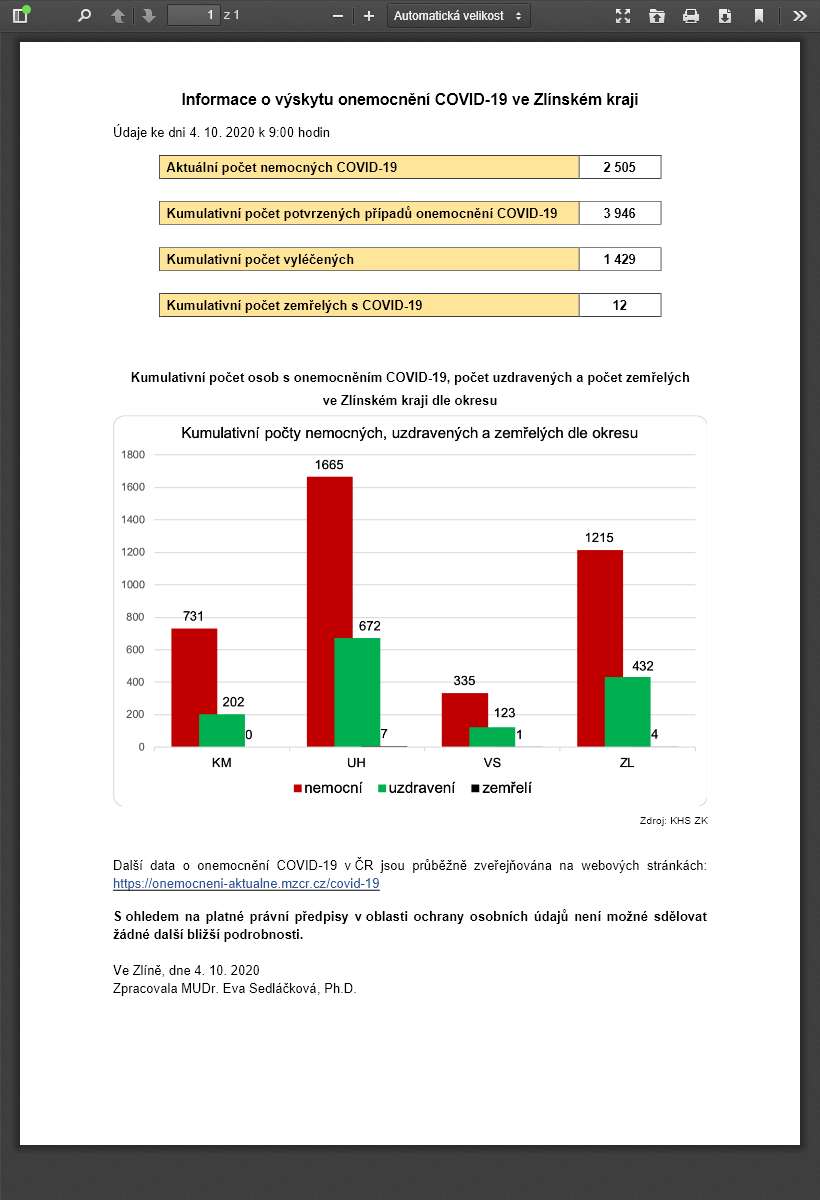 1 z 1 Automatická velikost
Informace o výskytu onemocnění COVID-19 ve Zlínském kraji
Údaje ke dni 4. 10. 2020 k 9:00 hodin
Aktuální počet nemocných COVID-19 2 505
Kumulativní počet potvrzených případů onemocnění COVID-19 3 946
Kumulativní počet vyléčených 1 429
Kumulativní počet zemřelých s COVID-19 12
Kumulativní počet osob s onemocněním COVID-19, počet uzdravených a počet zemřelých
ve Zlínském kraji dle okresu
Kumulativní počty nemocných, uzdravených a zemřelých dle okresu
1800
1665
1600
1400
1215
1200
1000
800
731
672
600
432
400
335
202
200
123
0
0
7
1
4
KM UH VS ZL
nemocní uzdravení zemřelí
Zdroj: KHS ZK
Další data o onemocnění COVID-19 v ČR jsou průběžně zveřejňována na webových stránkách:
https://onemocneni-aktualne.mzcr.cz/covid-19
S ohledem na platné právní předpisy v oblasti ochrany osobních údajů není možné sdělovat
žádné další bližší podrobnosti.
Ve Zlíně, dne 4. 10. 2020
Zpracovala MUDr. Eva Sedláčková, Ph.D.